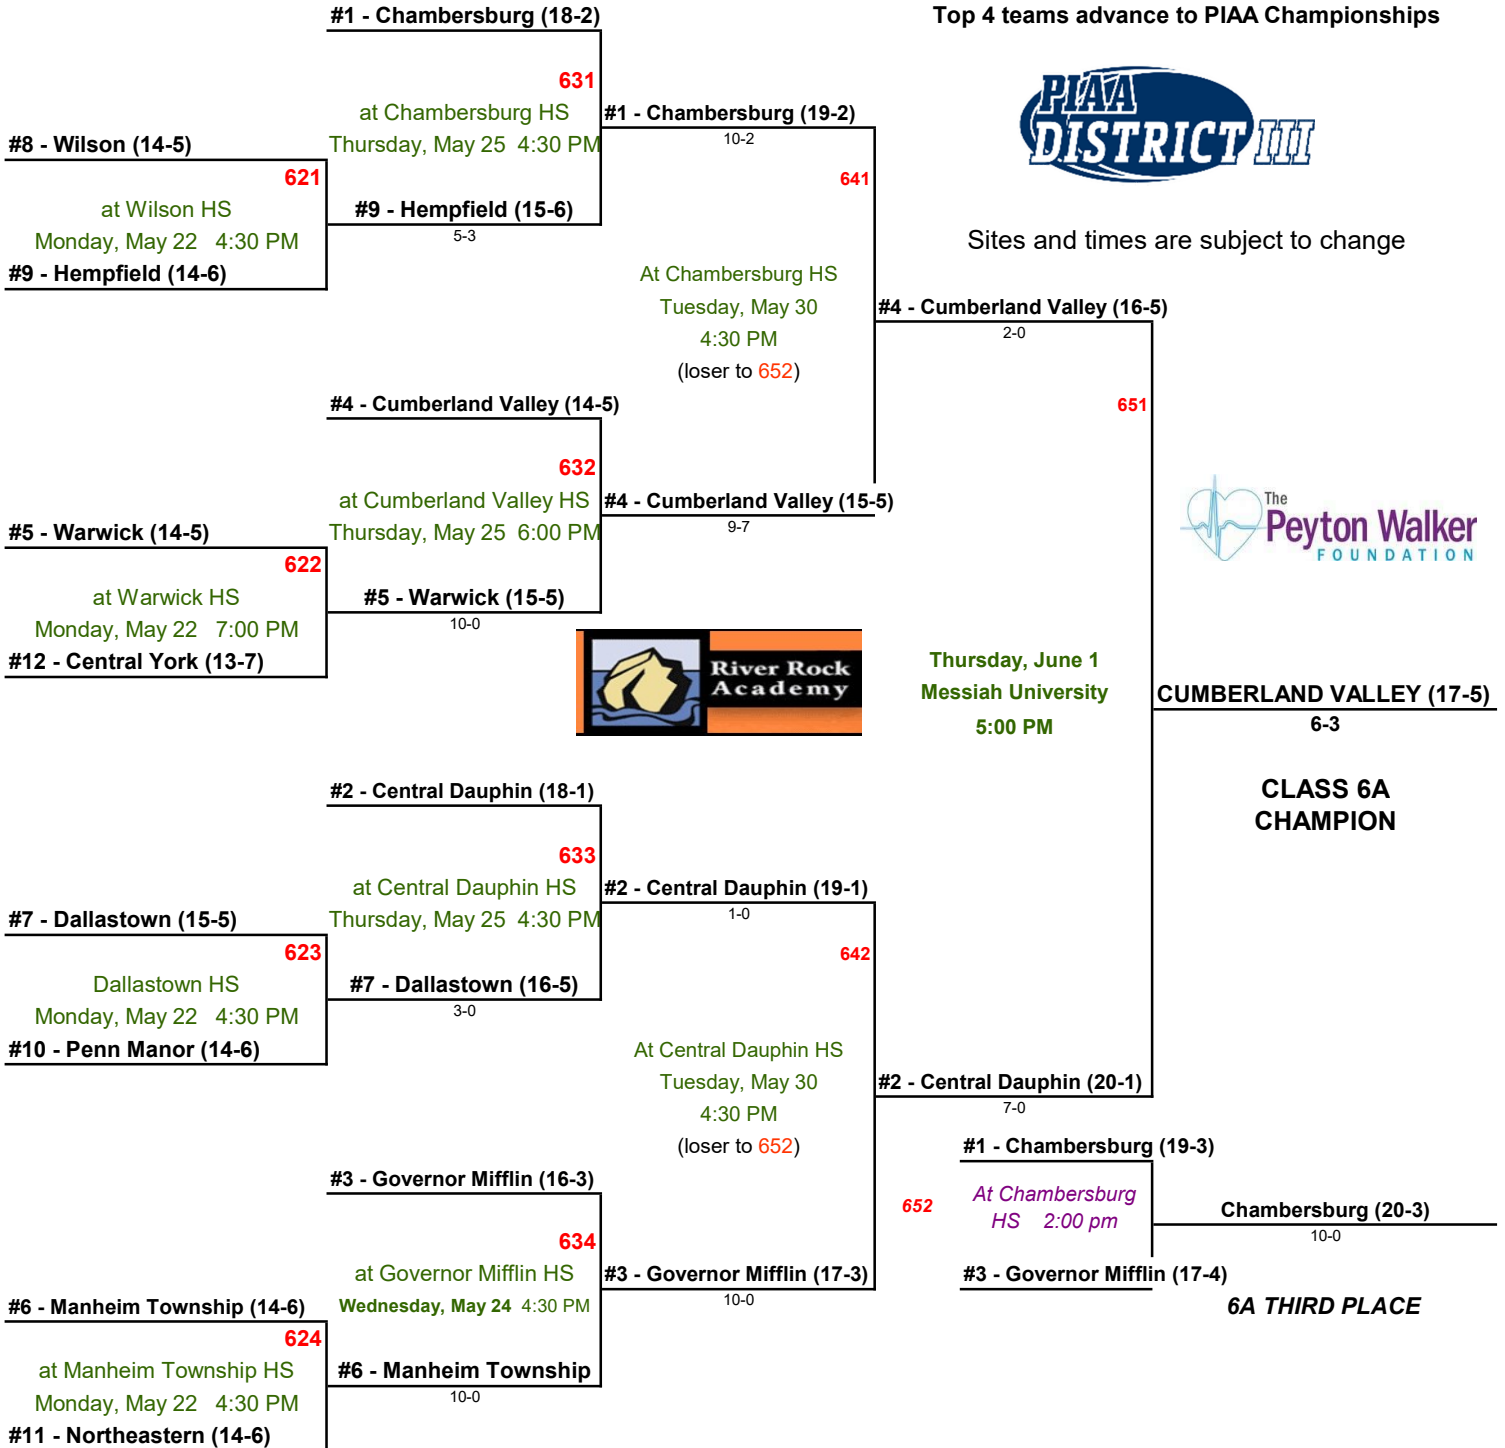 #1 - Chambersburg (18-2)
Top 4 teams advance to PIAA Championships
PIAA
DISTRICT III
631
at Chambersburg HS
Thursday, May 25 4:30 PM
#1 - Chambersburg (19-2)
10-2
#8 - Wilson (14-5)
621
at Wilson HS
Monday, May 22 4:30 PM
#9 - Hempfield (14-6)
#9 - Hempfield (15-6)
5-3
641
Sites and times are subject to change
At Chambersburg HS
Tuesday, May 30
4:30 PM
(loser to 652)
#4 - Cumberland Valley (16-5)
2-0
#4 - Cumberland Valley (14-5)
651
632
at Cumberland Valley HS
Thursday, May 25 6:00 PM
#4 - Cumberland Valley (15-5)
9-7
The
Peyton Walker
FOUNDATION
#5 - Warwick (14-5)
622
at Warwick HS
Monday, May 22 7:00 PM
#12 - Central York (13-7)
#5 - Warwick (15-5)
10-0
River Rock
Academy
Thursday, June 1
Messiah University
5:00 PM
CUMBERLAND VALLEY (17-5)
6-3
CLASS 6A
CHAMPION
#2 - Central Dauphin (18-1)
633
at Central Dauphin HS
Thursday, May 25 4:30 PM
#2 - Central Dauphin (19-1)
1-0
#7 - Dallastown (15-5)
623
Dallastown HS
Monday, May 22 4:30 PM
#10 - Penn Manor (14-6)
#7 - Dallastown (16-5)
3-0
642
At Central Dauphin HS
Tuesday, May 30
4:30 PM
(loser to 652)
#2 - Central Dauphin (20-1)
7-0
#1 - Chambersburg (19-3)
652
At Chambersburg
HS 2:00 pm
Chambersburg (20-3)
10-0
#3 - Governor Mifflin (17-4)
6A THIRD PLACE
#3 - Governor Mifflin (16-3)
634
at Governor Mifflin HS
Wednesday, May 24 4:30 PM
#3 - Governor Mifflin (17-3)
10-0
#6 - Manheim Township (14-6)
624
at Manheim Township HS
Monday, May 22 4:30 PM
#11 - Northeastern (14-6)
#6 - Manheim Township
10-0